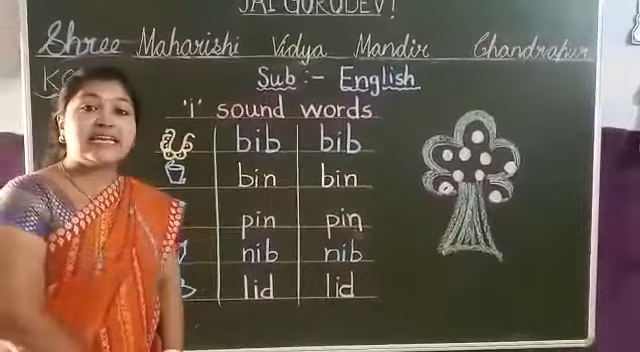 JAI GURUDEV!
Shree Maharishi Vidya Mandir Chandrapur
Sub :- English
'i' sound words
bib bib
bin bin
pin pin
nib nib
lid lid